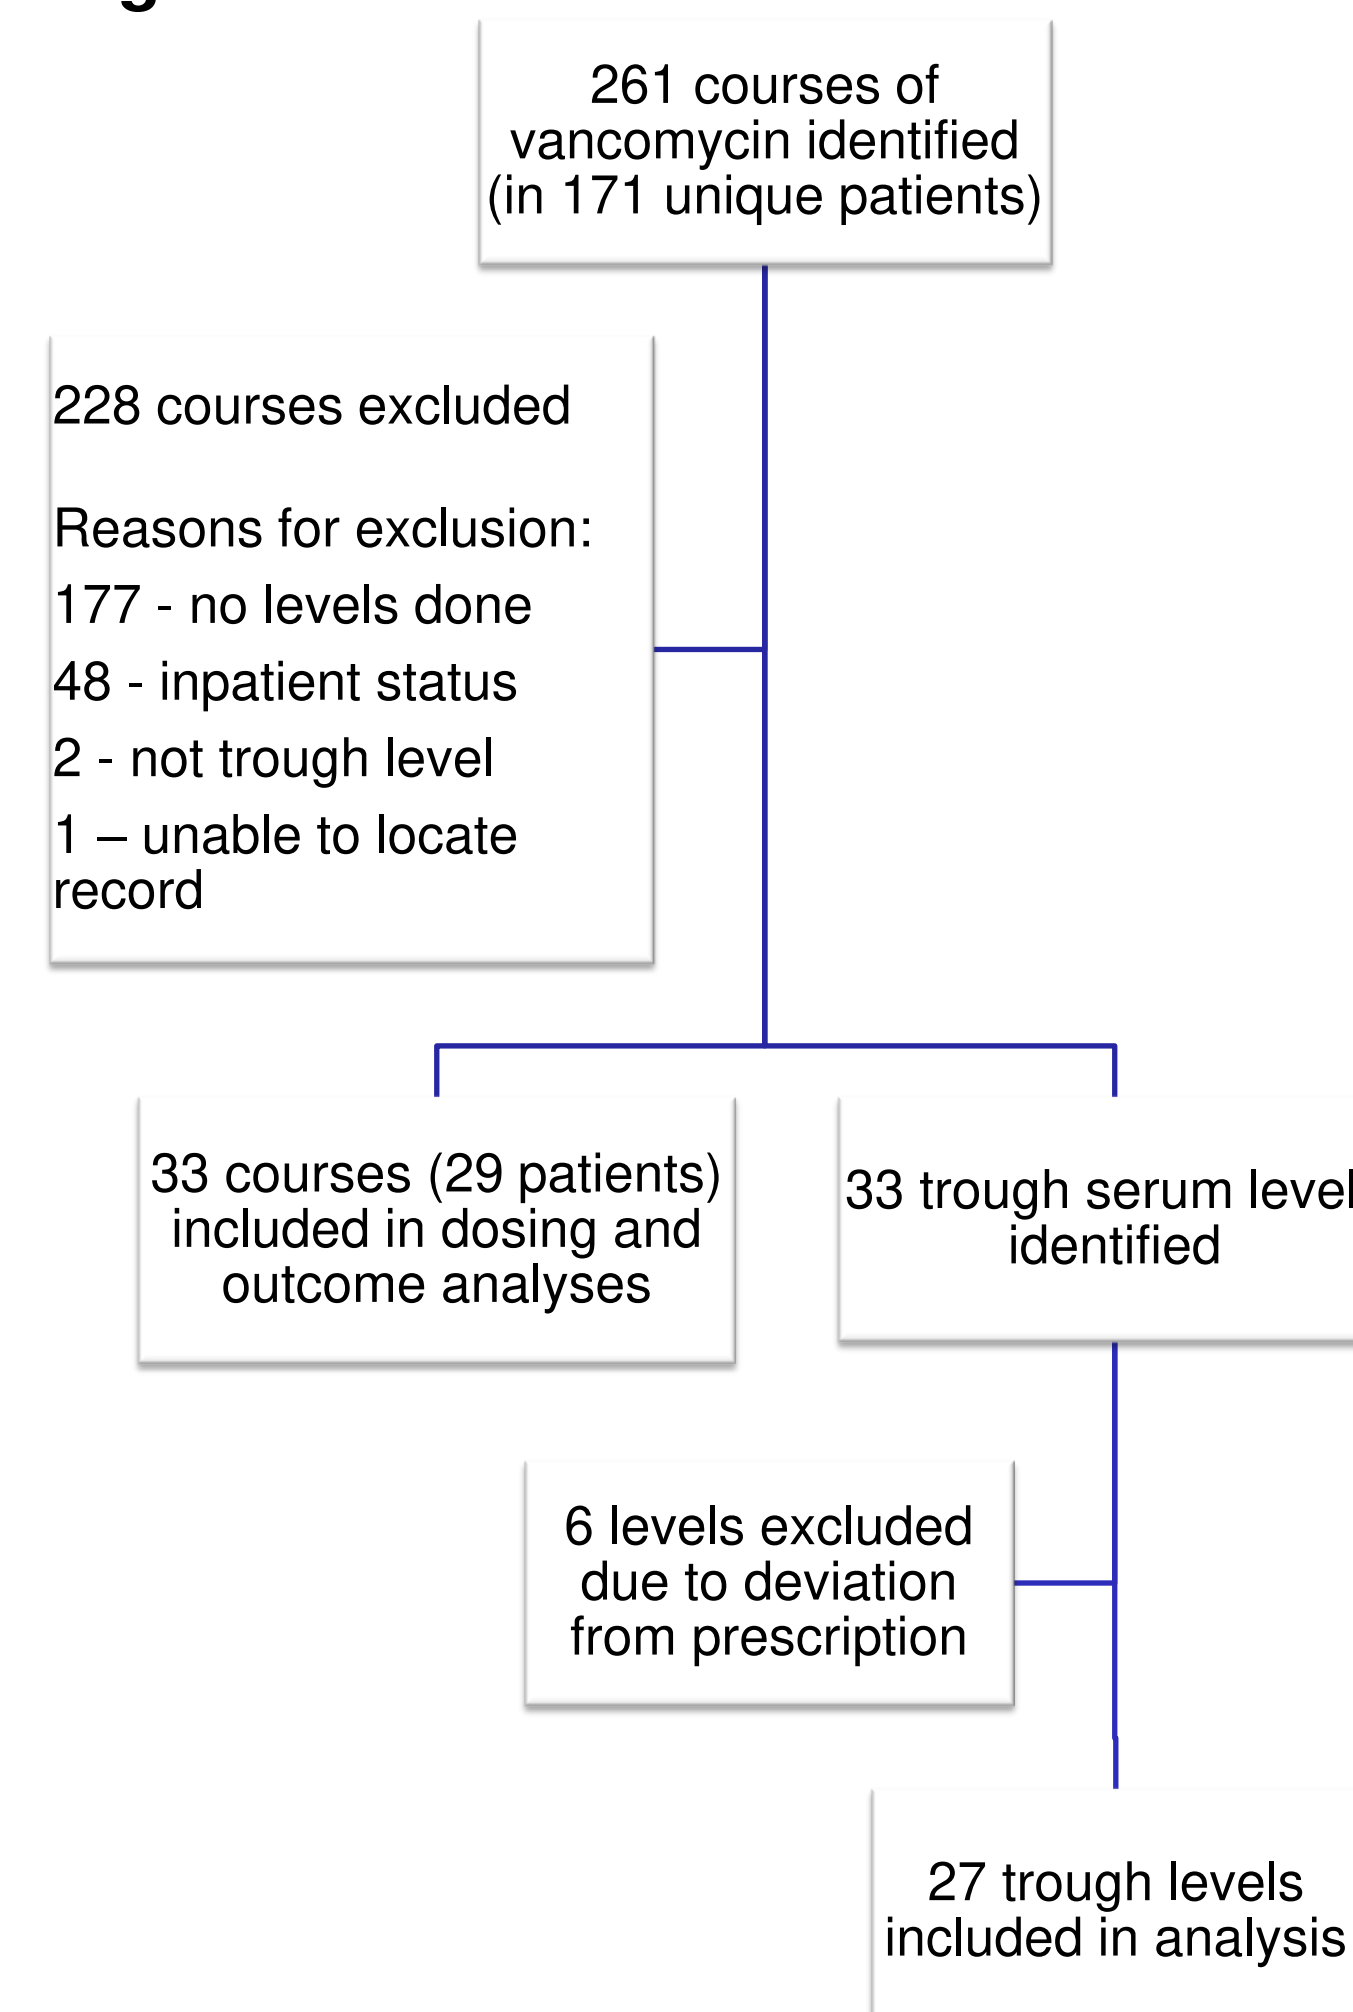 261 courses of
vancomycin identified
(in 171 unique patients)
228 courses excluded
Reasons for exclusion:
177 - no levels done
48 - inpatient status
2 - not trough level
1 – unable to locate
record
33 courses (29 patients)
included in dosing and
outcome analyses
33 trough serum level
identified
6 levels excluded
due to deviation
from prescription
27 trough levels
included in analysis